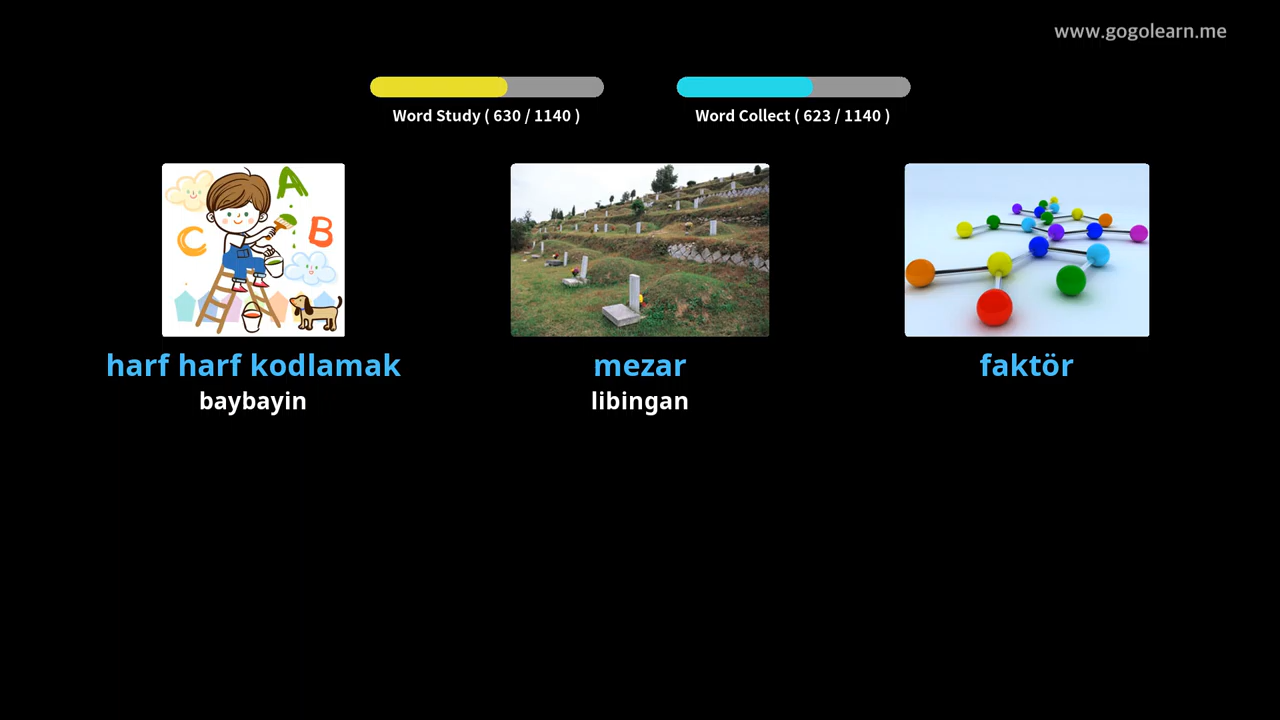 www.gogolearn.me
Word Study ( 630 / 1140 )
Word Collect ( 623 / 1140 )
A
B
C
harf harf kodlamak
baybayin
mezar
libingan
faktör